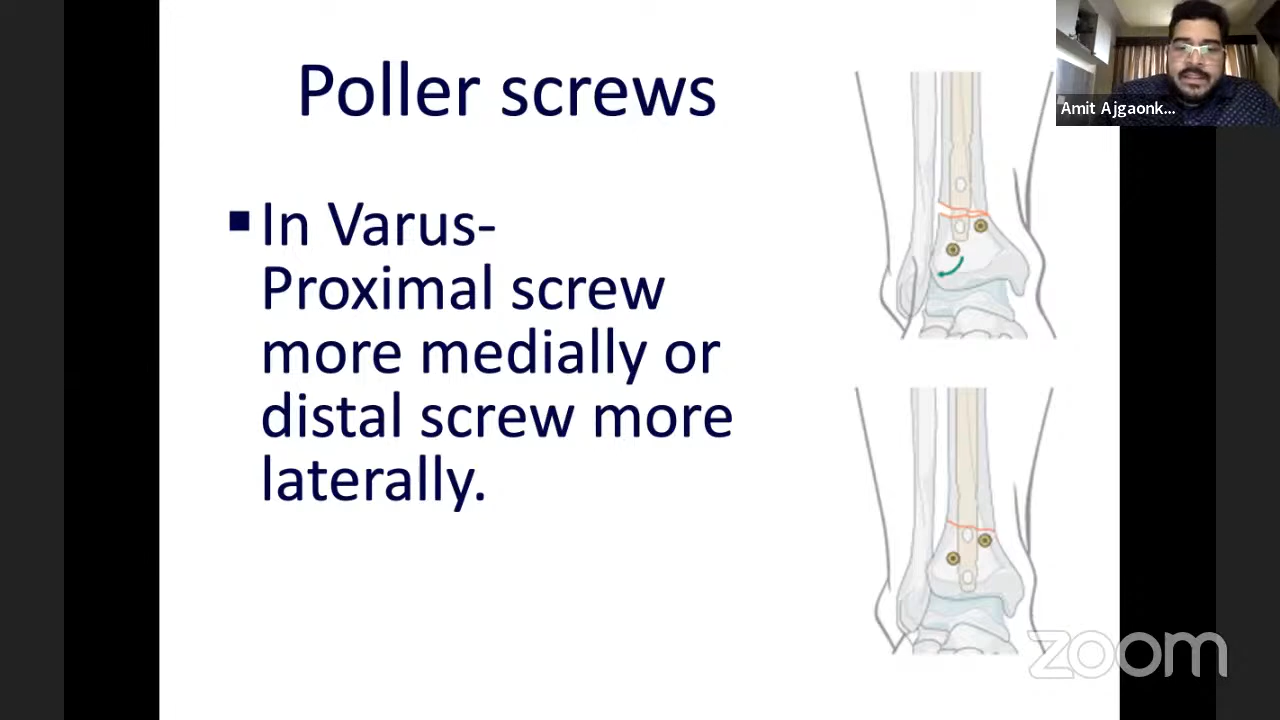 Poller screws
Amit Ajgaonk...
▪In Varus-
Proximal screw
more medially or
distal screw more
laterally.
zoom